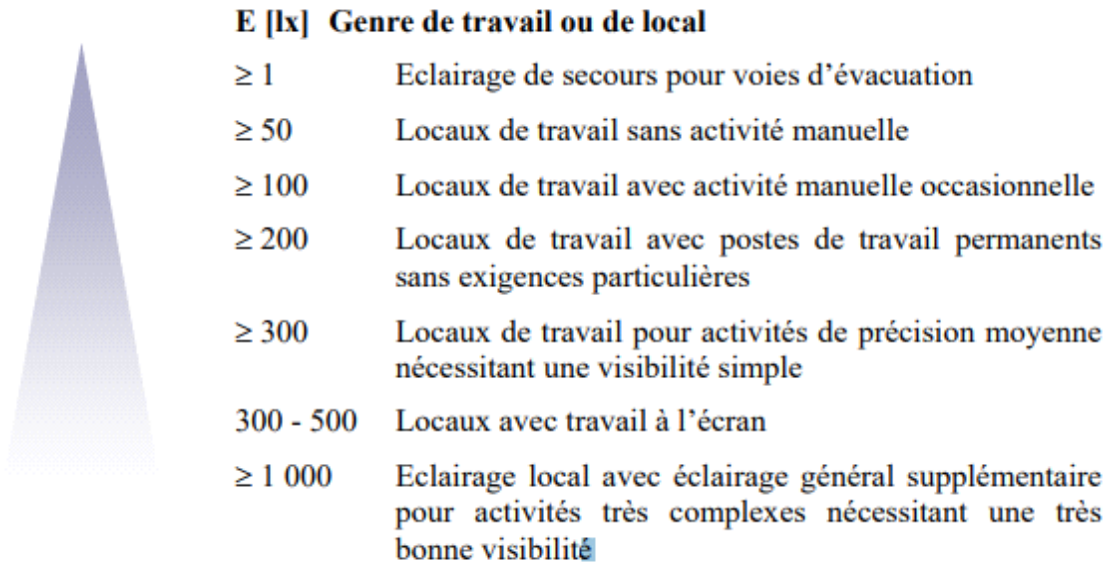 E [lx] Genre de travail ou de local
≥ 1 Eclairage de secours pour voies d’évacuation
≥ 50 Locaux de travail sans activité manuelle
≥ 100 Locaux de travail avec activité manuelle occasionnelle
≥ 200 Locaux de travail avec postes de travail permanents
sans exigences particulières
≥ 300 Locaux de travail pour activités de précision moyenne
nécessitant une visibilité simple
300 - 500 Locaux avec travail à l’écran
≥ 1 000 Eclairage local avec éclairage général supplémentaire
pour activités très complexes nécessitant une très
bonne visibilité